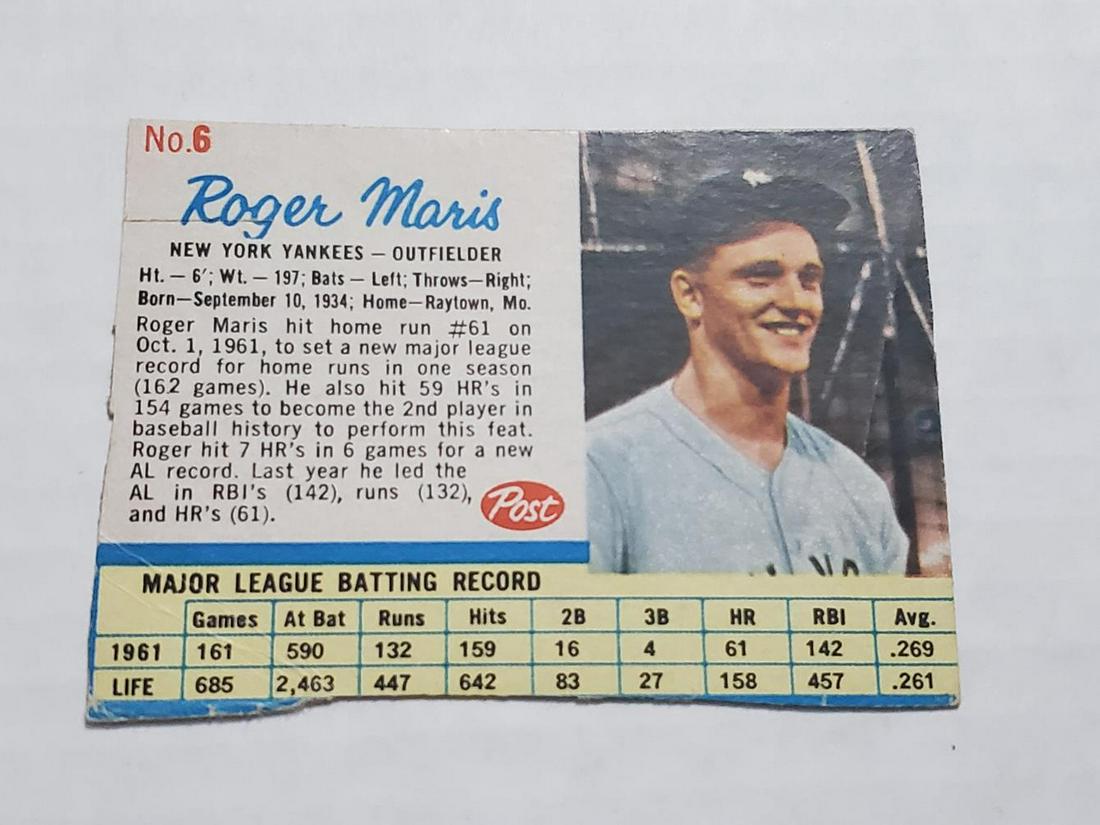 No.6
Roger Maris
NEW YORK YANKEES — OUTFIELDER
Ht. — 6'; Wt. — 197; Bats — Left; Throws—Right;
Born—September 10, 1934; Home—Raytown, Mo.
Roger Maris hit home run #61 on
Oct. 1, 1961, to set a new major league
record for home runs in one season
(162 games). He also hit 59 HR's in
154 games to become the 2nd player in
baseball history to perform this feat.
Roger hit 7 HR's in 6 games for a new
AL record. Last year he led the
AL in RBI's (142), runs (132),
and HR's (61).
Post
MAJOR LEAGUE BATTING RECORD
Games At Bat Runs Hits 2B 3B HR RBI Avg.
1961 161 590 132 159 16 4 61 142 .269
LIFE 685 2,463 447 642 83 27 158 457 .261